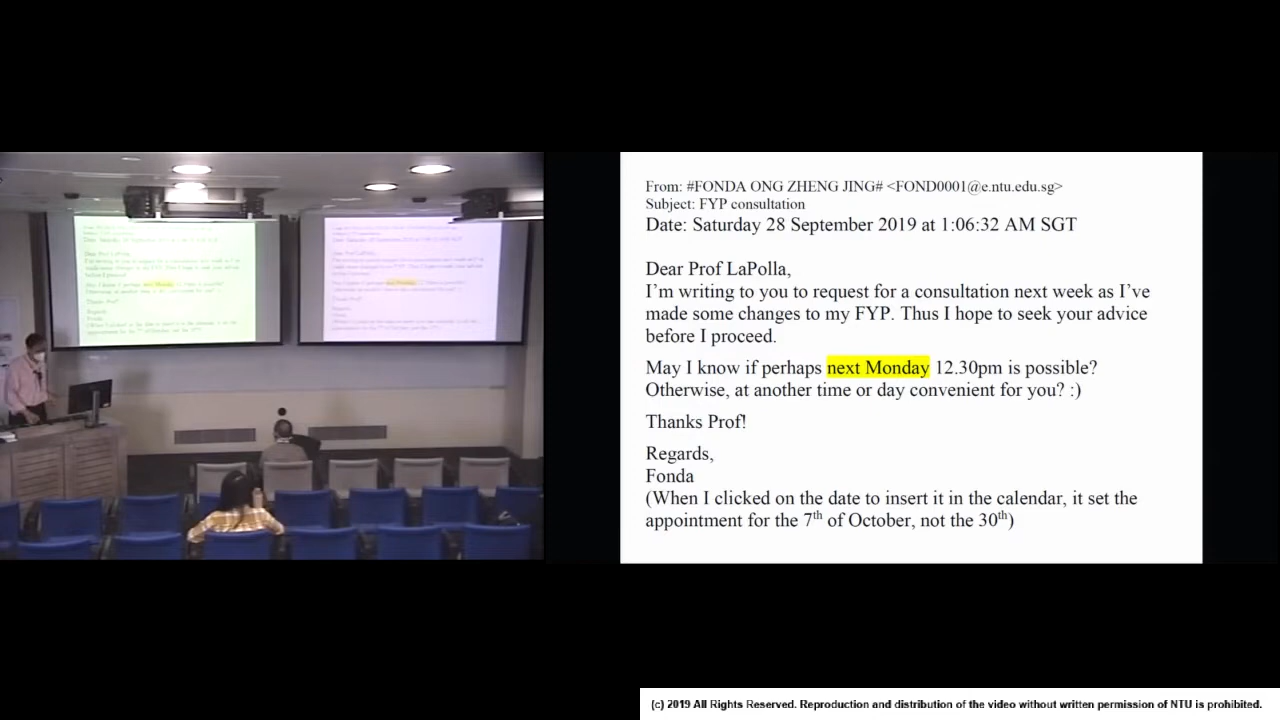 From: #FONDA ONG ZHENG JING# <FOND0001@e.ntu.edu.sg>
Subject: FYP consultation
Date: Saturday 28 September 2019 at 1:06:32 AM SGT
Dear Prof LaPolla,
I’m writing to you to request for a consultation next week as I’ve
made some changes to my FYP. Thus I hope to seek your advice
before I proceed.
May I know if perhaps next Monday 12.30pm is possible?
Otherwise, at another time or day convenient for you? :)
Thanks Prof!
Regards,
Fonda
(When I clicked on the date to insert it in the calendar, it set the
appointment for the 7th of October, not the 30th)
(c) 2019 All Rights Reserved. Reproduction and distribution of the video without written permission of NTU is prohibited.